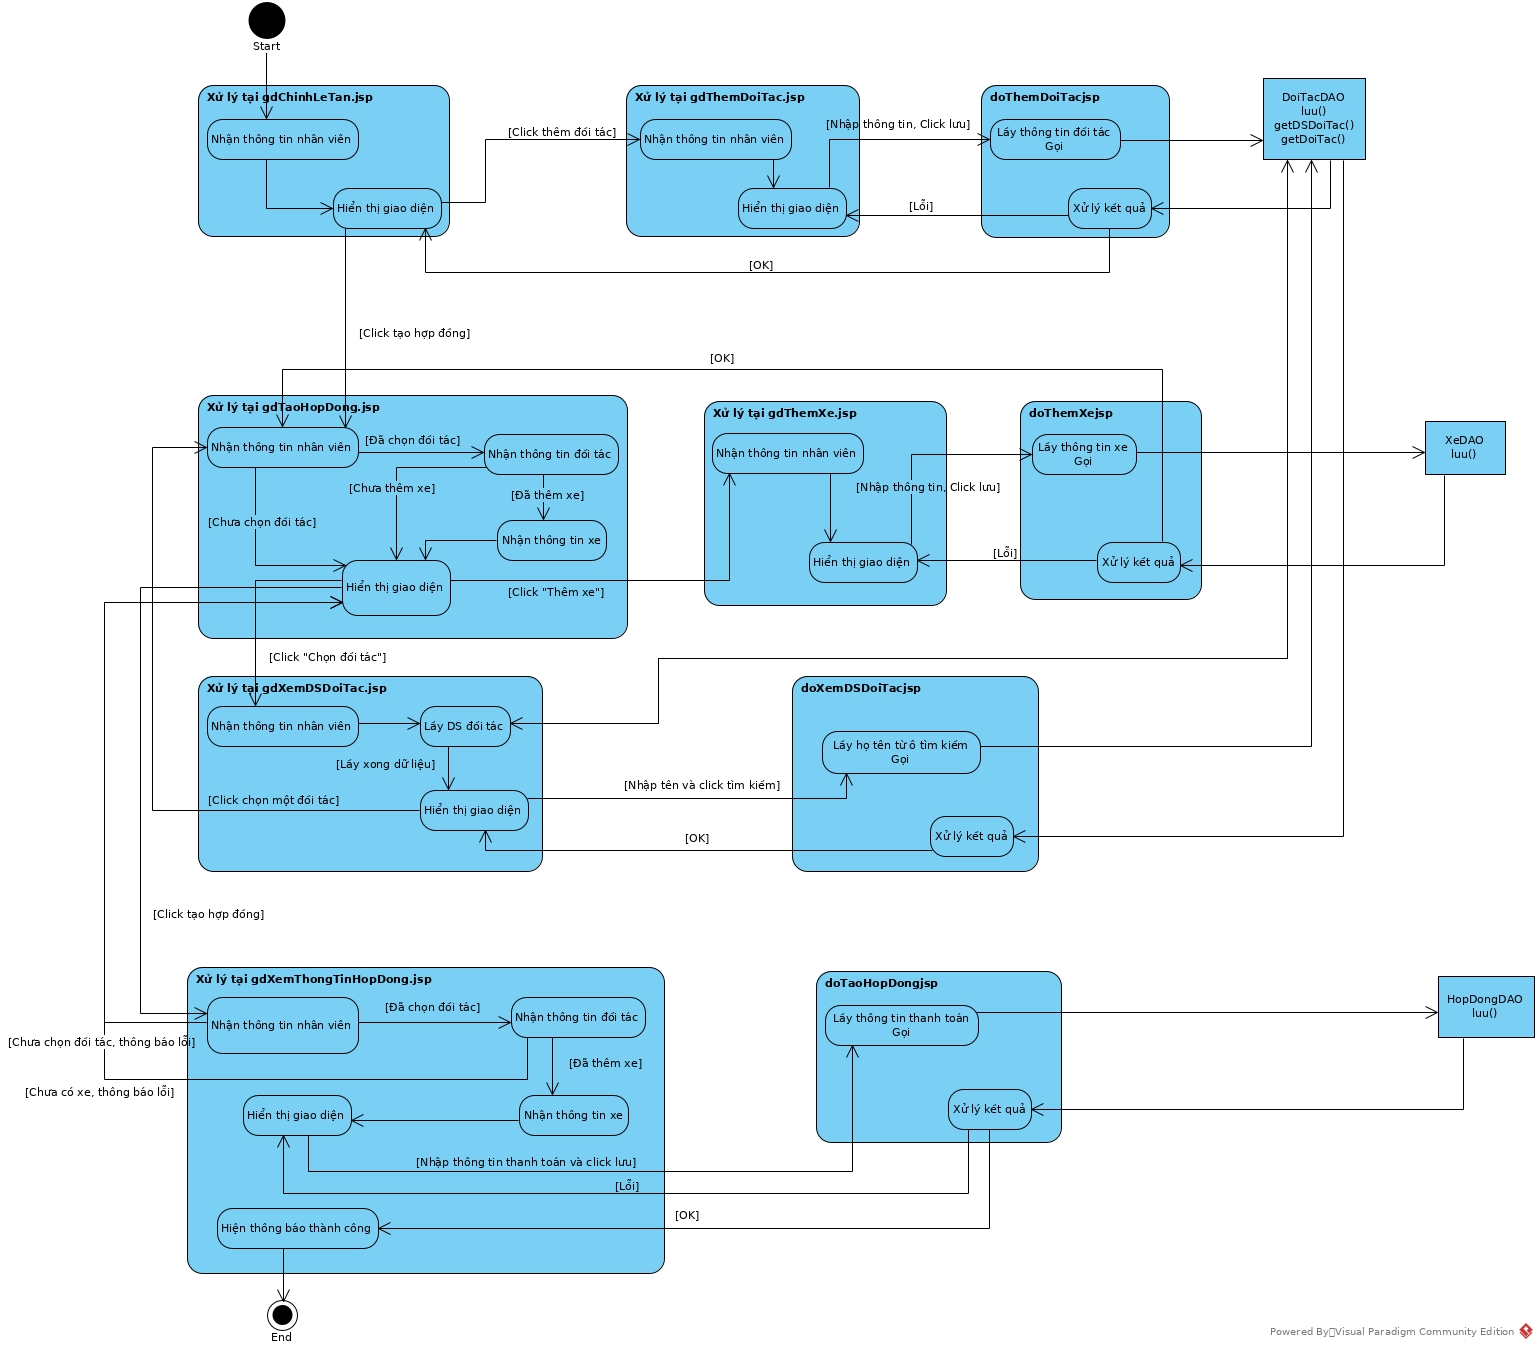 Start
Xử lý tại gdChinhLeTan.jsp
Nhận thông tin nhân viên
Hiển thị giao diện
[Click thêm đối tác]
Xử lý tại gdThemDoiTac.jsp
Nhận thông tin nhân viên
Hiển thị giao diện
[Nhập thông tin, Click lưu]
[Lỗi]
doThemDoiTacjsp
Lấy thông tin đối tác
Gọi
Xử lý kết quả
DoiTacDAO
luu()
getDSDoiTac()
getDoiTac()
[OK]
[Click tạo hợp đồng]
[OK]
Xử lý tại gdTaoHopDong.jsp
Nhận thông tin nhân viên
[Đã chọn đối tác]
Nhận thông tin đối tác
[Chưa thêm xe]
[Đã thêm xe]
[Chưa chọn đối tác]
Nhận thông tin xe
Hiển thị giao diện
[Click "Thêm xe"]
Xử lý tại gdThemXe.jsp
Nhận thông tin nhân viên
[Nhập thông tin, Click lưu]
Hiển thị giao diện
[Lỗi]
doThemXejsp
Lấy thông tin xe
Gọi
Xử lý kết quả
XeDAO
luu()
[Click "Chọn đối tác"]
Xử lý tại gdXemDSDoiTac.jsp
Nhận thông tin nhân viên
Lấy DS đối tác
[Lấy xong dữ liệu]
[Click chọn một đối tác]
Hiển thị giao diện
[Nhập tên và click tìm kiếm]
[OK]
doXemDSDoiTacjsp
Lấy họ tên từ ô tìm kiếm
Gọi
Xử lý kết quả
[Click tạo hợp đồng]
Xử lý tại gdXemThongTinHopDong.jsp
Nhận thông tin nhân viên
[Đã chọn đối tác]
Nhận thông tin đối tác
[Chưa chọn đối tác, thông báo lỗi]
[Đã thêm xe]
[Chưa có xe, thông báo lỗi]
Hiển thị giao diện
Nhận thông tin xe
[Nhập thông tin thanh toán và click lưu]
[Lỗi]
[OK]
Hiện thông báo thành công
doTaoHopDongjsp
Lấy thông tin thanh toán
Gọi
Xử lý kết quả
HopDongDAO
luu()
End
Powered By Visual Paradigm Community Edition